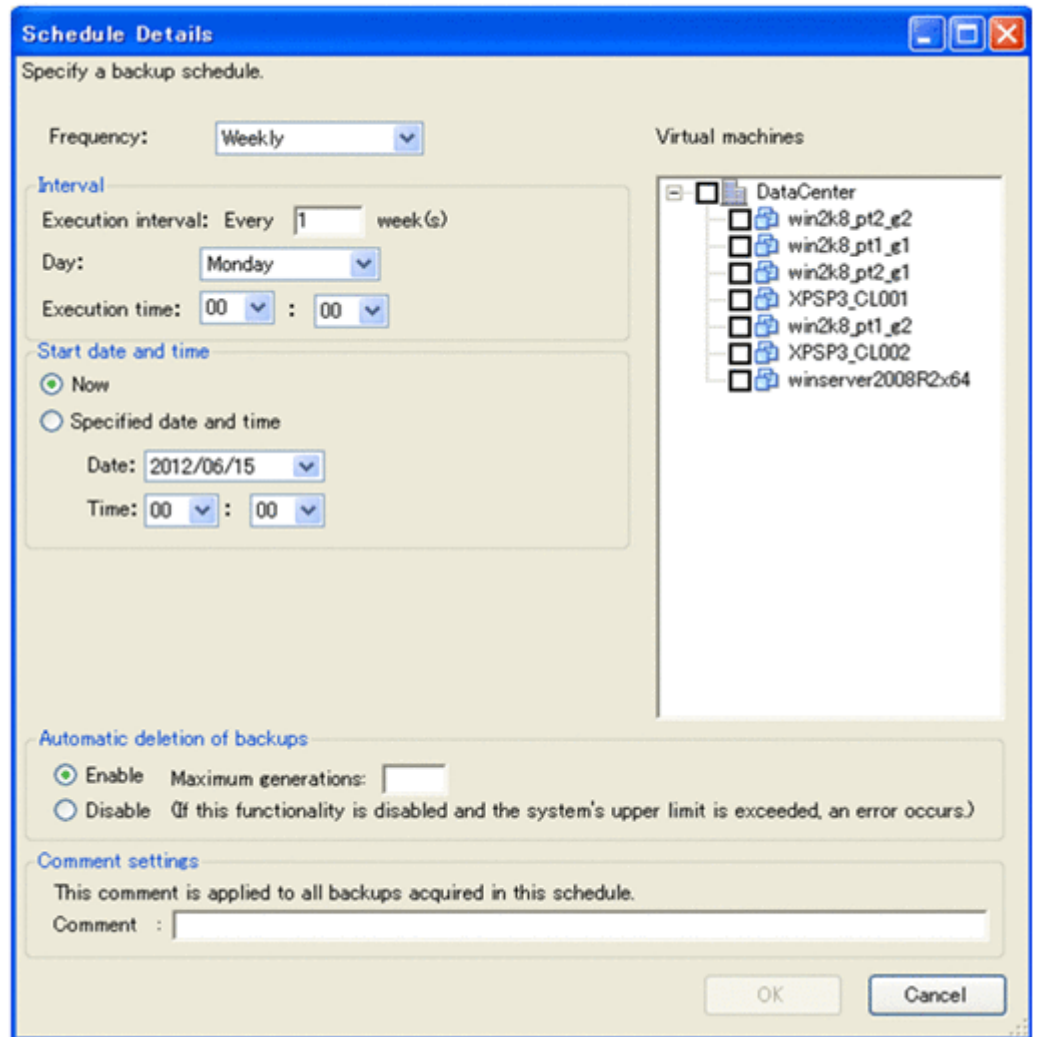 Schedule Details
Specify a backup schedule.
Frequency: Weekly
Interval
Execution interval: Every 1 week(s)
Day: Monday
Execution time: 00 : 00
Start date and time
Now
Specified date and time
Date: 2012/06/15
Time: 00 : 00
Virtual machines
DataCenter
win2k8_pt2_g2
win2k8_pt1_g1
win2k8_pt2_g1
XPSP3_CL001
win2k8_pt1_g2
XPSP3_CL002
winserver2008R2x64
Automatic deletion of backups
Enable Maximum generations:
Disable (If this functionality is disabled and the system's upper limit is exceeded, an error occurs.)
Comment settings
This comment is applied to all backups acquired in this schedule.
Comment :
OK Cancel